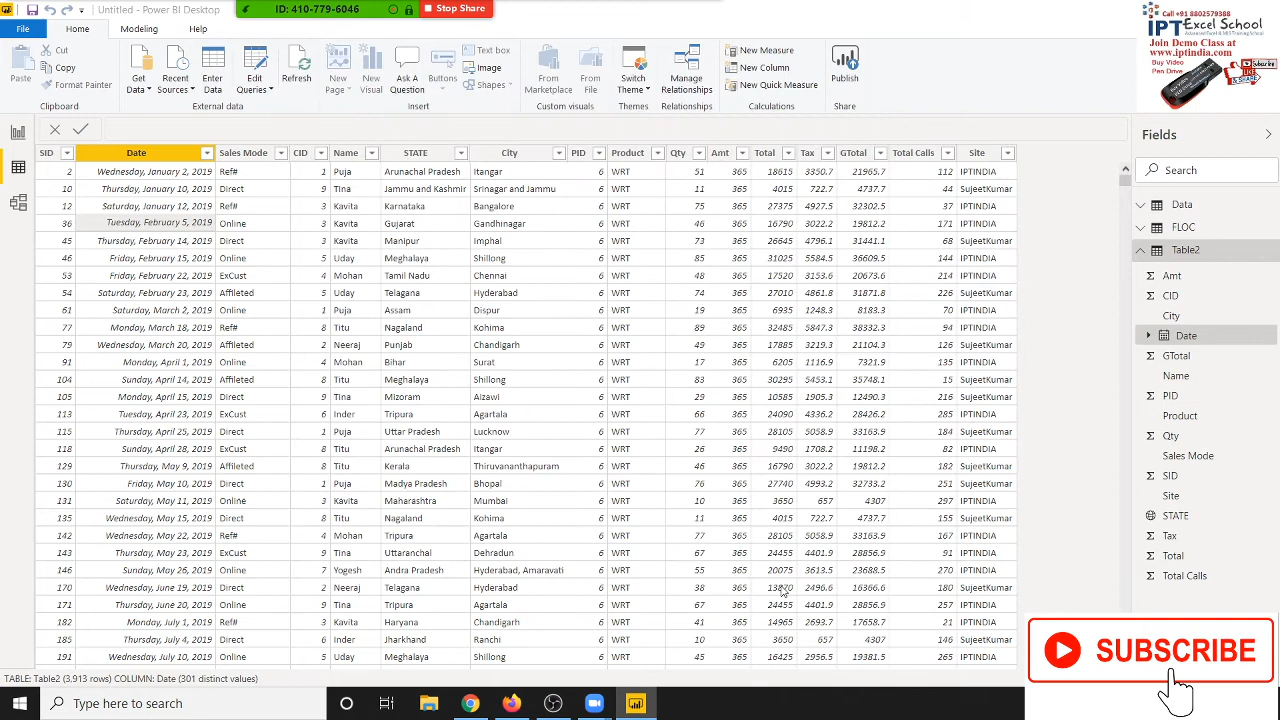 Untitled - Power BI Desktop
ID: 410-779-6046
Stop Share
Call +91 8802579388
IPT Excel School
Advanced Excel & MIS Training School
Join Demo Class at
www.iptindia.com
Buy Video
Pen Drive
Subscribe
File Home Modeling Help
Paste Cut Copy Format Painter
Clipboard
Get Data Recent Sources Enter Data Edit Queries Refresh
External data
New Page New Visual Ask A Question Buttons Text box Image Shapes
Insert
From Marketplace From File
Custom visuals
Switch Theme
Themes
Manage Relationships
Relationships
New Measure New Column New Quick Measure
Calculations
Publish
Share
SID Date Sales Mode CID Name STATE City PID Product Qty Amt Total Tax GTotal Total Calls Site
2 Wednesday, January 2, 2019 Ref# 1 Puja Arunachal Pradesh Itangar 6 WRT 51 365 18615 3350.7 21965.7 112 IPTINDIA
10 Thursday, January 10, 2019 Direct 9 Tina Jammu and Kashmir Srinagar and Jammu 6 WRT 11 365 4015 722.7 4737.7 44 SujeetKumar
12 Saturday, January 12, 2019 Ref# 3 Kavita Karnataka Bangalore 6 WRT 75 365 27375 4927.5 32302.5 37 IPTINDIA
36 Tuesday, February 5, 2019 Online 3 Kavita Gujarat Gandhinagar 6 WRT 46 365 16790 3022.2 19812.2 171 IPTINDIA
45 Thursday, February 14, 2019 Direct 3 Kavita Manipur Imphal 6 WRT 73 365 26645 4796.1 31441.1 68 SujeetKumar
46 Friday, February 15, 2019 Online 5 Uday Meghalaya Shillong 6 WRT 85 365 31025 5584.5 36609.5 144 IPTINDIA
53 Friday, February 22, 2019 ExCust 4 Mohan Tamil Nadu Chennai 6 WRT 48 365 17520 3153.6 20673.6 214 IPTINDIA
54 Saturday, February 23, 2019 Affileted 5 Uday Telagana Hyderabad 6 WRT 74 365 27010 4861.8 31871.8 226 SujeetKumar
61 Saturday, March 2, 2019 Online 1 Puja Assam Dispur 6 WRT 19 365 6935 1248.3 8183.3 70 IPTINDIA
77 Monday, March 18, 2019 Ref# 8 Titu Nagaland Kohima 6 WRT 89 365 32485 5847.3 38332.3 94 IPTINDIA
79 Wednesday, March 20, 2019 Affileted 2 Neeraj Punjab Chandigarh 6 WRT 49 365 17885 3219.3 21104.3 126 SujeetKumar
91 Monday, April 1, 2019 Online 4 Mohan Bihar Surat 6 WRT 17 365 6205 1116.9 7321.9 135 IPTINDIA
104 Sunday, April 14, 2019 Affileted 8 Titu Meghalaya Shillong 6 WRT 83 365 30295 5453.1 35748.1 15 SujeetKumar
105 Monday, April 15, 2019 Direct 9 Tina Mizoram Aizawl 6 WRT 29 365 10585 1905.3 12490.3 216 SujeetKumar
113 Tuesday, April 23, 2019 ExCust 6 Inder Tripura Agartala 6 WRT 66 365 24090 4336.2 28426.2 285 IPTINDIA
115 Thursday, April 25, 2019 Direct 1 Puja Uttar Pradesh Lucknow 6 WRT 77 365 28105 5058.9 33163.9 184 SujeetKumar
118 Sunday, April 28, 2019 ExCust 8 Titu Arunachal Pradesh Itangar 6 WRT 26 365 9490 1708.2 11198.2 82 IPTINDIA
129 Thursday, May 9, 2019 Affileted 8 Titu Kerala Thiruvananthapuram 6 WRT 46 365 16790 3022.2 19812.2 182 SujeetKumar
130 Friday, May 10, 2019 Direct 1 Puja Madya Pradesh Bhopal 6 WRT 76 365 27740 4993.2 32733.2 251 SujeetKumar
131 Saturday, May 11, 2019 Online 3 Kavita Maharashtra Mumbai 6 WRT 10 365 3650 657 4307 297 IPTINDIA
135 Wednesday, May 15, 2019 Direct 8 Titu Nagaland Kohima 6 WRT 11 365 4015 722.7 4737.7 155 SujeetKumar
142 Wednesday, May 22, 2019 Ref# 4 Mohan Tripura Agartala 6 WRT 77 365 28105 5058.9 33163.9 167 IPTINDIA
143 Thursday, May 23, 2019 ExCust 9 Tina Uttaranchal Dehradun 6 WRT 67 365 24455 4401.9 28856.9 91 IPTINDIA
146 Sunday, May 26, 2019 Online 7 Yogesh Andra Pradesh Hyderabad, Amaravati 6 WRT 55 365 20075 3613.5 23688.5 270 IPTINDIA
170 Wednesday, June 19, 2019 Direct 2 Neeraj Telagana Hyderabad 6 WRT 38 365 13870 2496.6 16366.6 180 SujeetKumar
171 Thursday, June 20, 2019 Online 9 Tina Tripura Agartala 6 WRT 67 365 24455 4401.9 28856.9 257 IPTINDIA
182 Monday, July 1, 2019 Ref# 3 Kavita Haryana Chandigarh 6 WRT 41 365 14965 2693.7 17658.7 21 IPTINDIA
185 Thursday, July 4, 2019 Direct 6 Inder Jharkhand Ranchi 6 WRT 10 365 3650 657 4307 146 SujeetKumar
191 Wednesday, July 10, 2019 Online 5 Uday Meghalaya Shillong 6 WRT 45 365 16425 2956.5 19381.5 265 IPTINDIA
TABLE: Table2 (3,913 rows) COLUMN: Date (301 distinct values)
Fields
Search
Data
FLOC
Table2
Amt
CID
City
Date
GTotal
Name
PID
Product
Qty
Sales Mode
SID
Site
STATE
Tax
Total
Total Calls
SUBSCRIBE
Type here to search